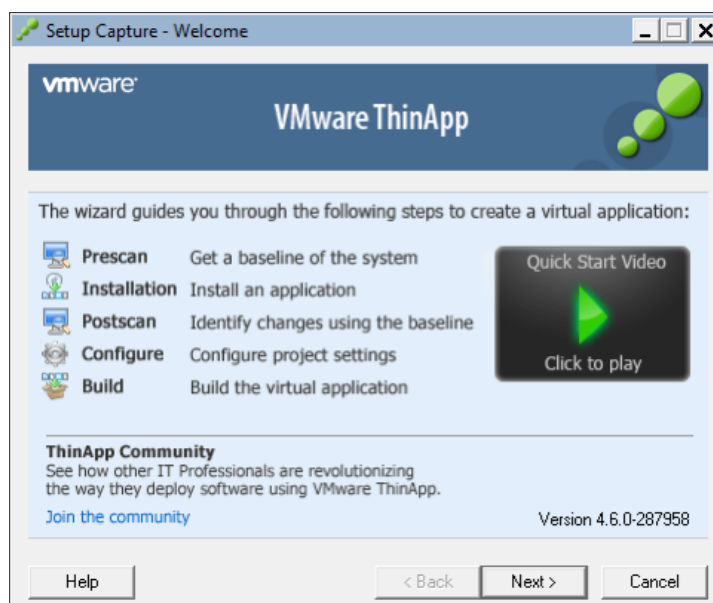 Setup Capture - Welcome
vmware
VMware ThinApp
The wizard guides you through the following steps to create a virtual application:
Prescan Get a baseline of the system
Installation Install an application
Postscan Identify changes using the baseline
Configure Configure project settings
Build Build the virtual application
Quick Start Video
Click to play
ThinApp Community
See how other IT Professionals are revolutionizing
the way they deploy software using VMware ThinApp.
Join the community
Version 4.6.0-287958
Help < Back Next > Cancel